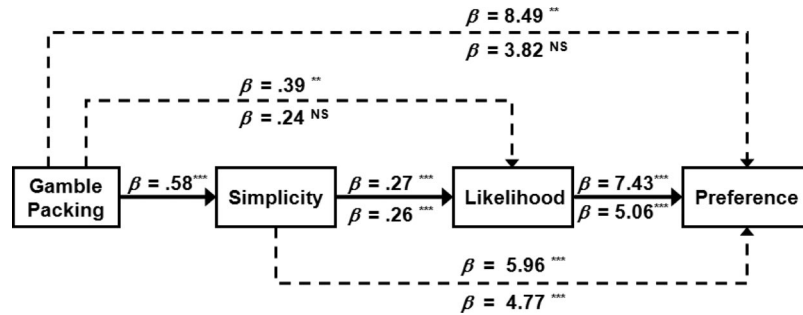 β = 8.49 **
β = 3.82 NS
β = .39 **
β = .24 NS
Gamble Packing
β = .58***
Simplicity
β = .27 ***
β = .26 ***
Likelihood
β = 7.43***
β = 5.06***
Preference
β = 5.96 ***
β = 4.77 ***